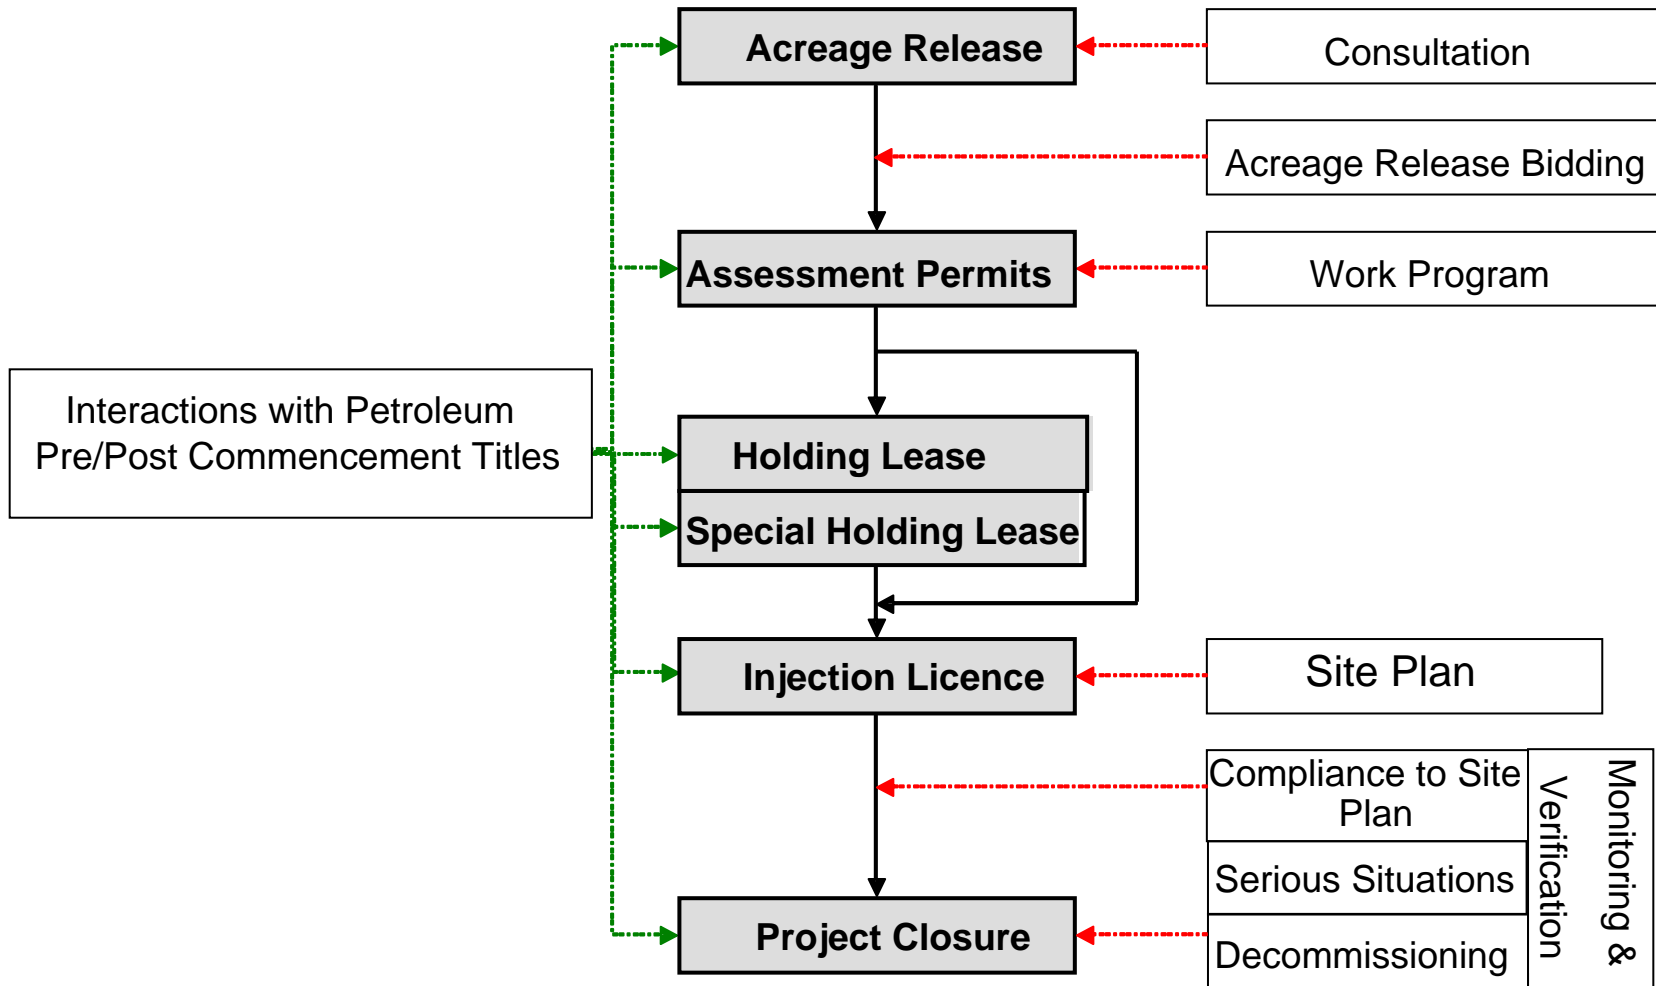 Acreage Release
Consultation
Acreage Release Bidding
Assessment Permits
Work Program
Interactions with Petroleum
Pre/Post Commencement Titles
Holding Lease
Special Holding Lease
Injection Licence
Site Plan
Compliance to Site
Plan
Serious Situations
Monitoring &
Verification
Project Closure
Decommissioning